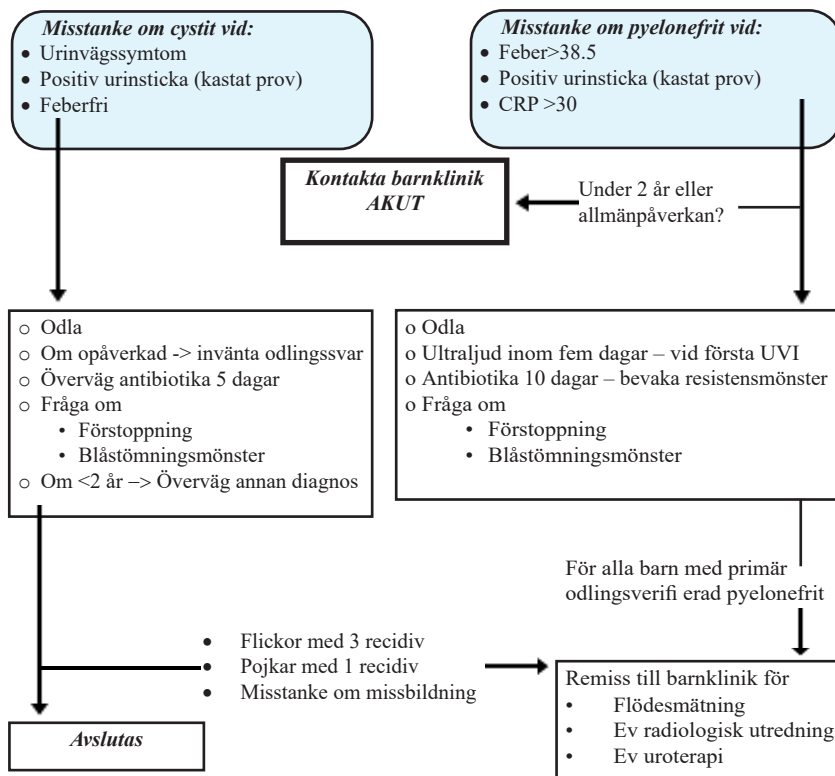 Misstanke om cystit vid:
• Urinvägssymtom
• Positiv urinsticka (kastat prov)
• Feberfri
Misstanke om pyelonefrit vid:
• Feber>38.5
• Positiv urinsticka (kastat prov)
• CRP >30
Kontakta barnklinik
AKUT
Under 2 år eller
allmänpåverkan?
o Odla
o Om opåverkad -> invänta odlingssvar
o Överväg antibiotika 5 dagar
o Fråga om
• Förstoppning
• Blåstömningsmönster
o Om <2 år –> Överväg annan diagnos
o Odla
o Ultraljud inom fem dagar – vid första UVI
o Antibiotika 10 dagar – bevaka resistensmönster
o Fråga om
• Förstoppning
• Blåstömningsmönster
För alla barn med primär
odlingsverifi erad pyelonefrit
• Flickor med 3 recidiv
• Pojkar med 1 recidiv
• Misstanke om missbildning
Avslutas
Remiss till barnklinik för
• Flödesmätning
• Ev radiologisk utredning
• Ev uroterapi